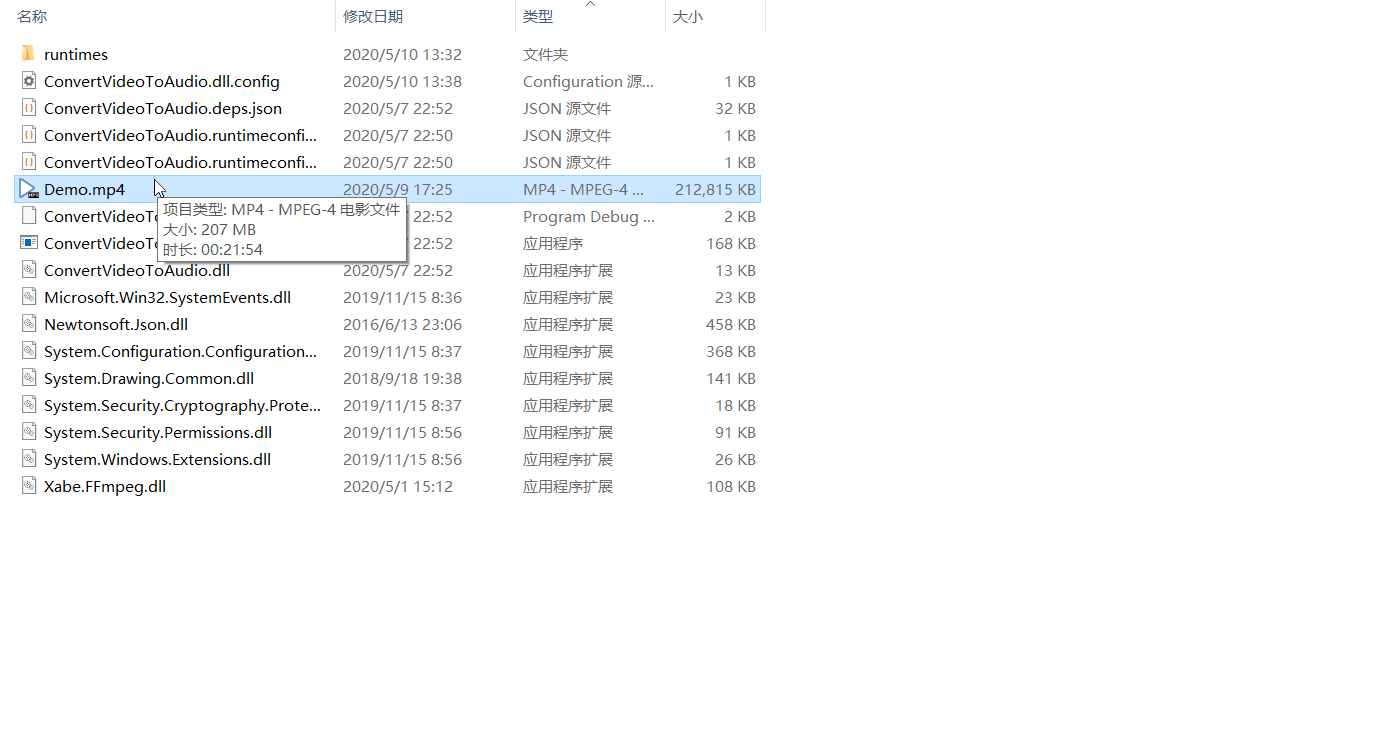 名称 修改日期 类型 大小
runtimes 2020/5/10 13:32 文件夹
ConvertVideoToAudio.dll.config 2020/5/10 13:38 Configuration 源... 1 KB
ConvertVideoToAudio.deps.json 2020/5/7 22:52 JSON 源文件 32 KB
ConvertVideoToAudio.runtimeconfi... 2020/5/7 22:50 JSON 源文件 1 KB
ConvertVideoToAudio.runtimeconfi... 2020/5/7 22:50 JSON 源文件 1 KB
Demo.mp4 2020/5/9 17:25 MP4 - MPEG-4 ... 212,815 KB
ConvertVideoTo 22:52 Program Debug ... 2 KB
项目类型: MP4 - MPEG-4 电影文件
大小: 207 MB
时长: 00:21:54
ConvertVideoTo 22:52 应用程序 168 KB
ConvertVideoToAudio.dll 2020/5/7 22:52 应用程序扩展 13 KB
Microsoft.Win32.SystemEvents.dll 2019/11/15 8:36 应用程序扩展 23 KB
Newtonsoft.Json.dll 2016/6/13 23:06 应用程序扩展 458 KB
System.Configuration.Configuration... 2019/11/15 8:37 应用程序扩展 368 KB
System.Drawing.Common.dll 2018/9/18 19:38 应用程序扩展 141 KB
System.Security.Cryptography.Prote... 2019/11/15 8:37 应用程序扩展 18 KB
System.Security.Permissions.dll 2019/11/15 8:56 应用程序扩展 91 KB
System.Windows.Extensions.dll 2019/11/15 8:56 应用程序扩展 26 KB
Xabe.FFmpeg.dll 2020/5/1 15:12 应用程序扩展 108 KB